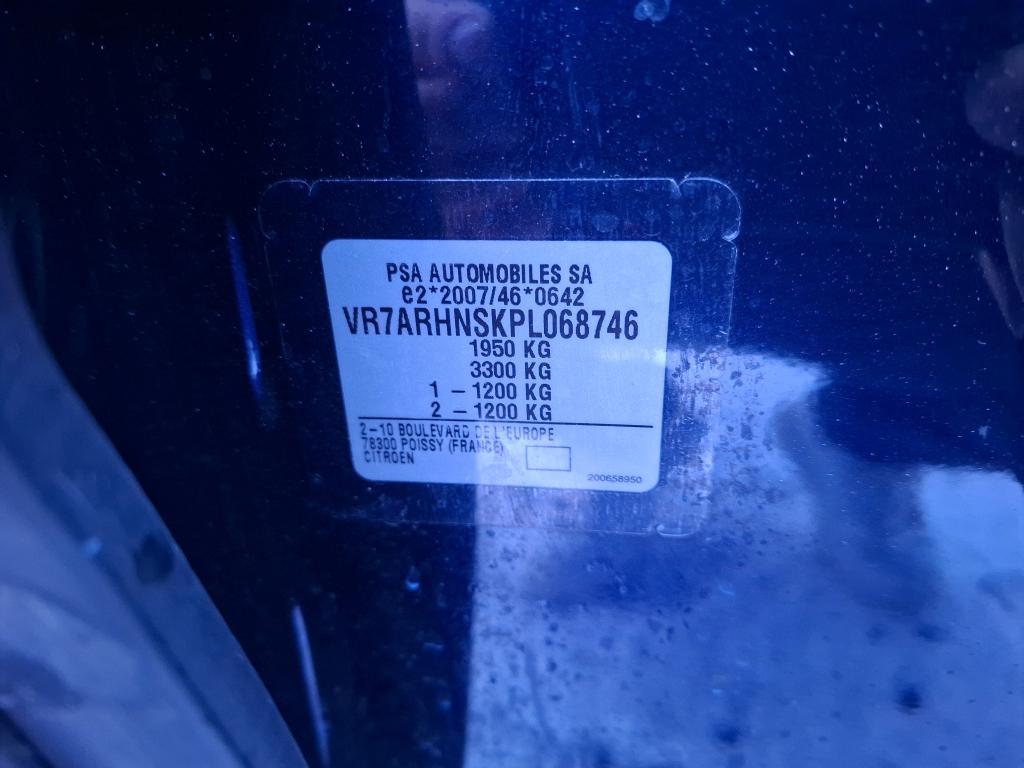 PSA AUTOMOBILES SA
e2*2007/46*0642
VR7ARHNSKPL068746
1950 KG
3300 KG
1 – 1200 KG
2 – 1200 KG
2–10 BOULEVARD DE L'EUROPE
78300 POISSY (FRANCE)
CITROEN
200658950